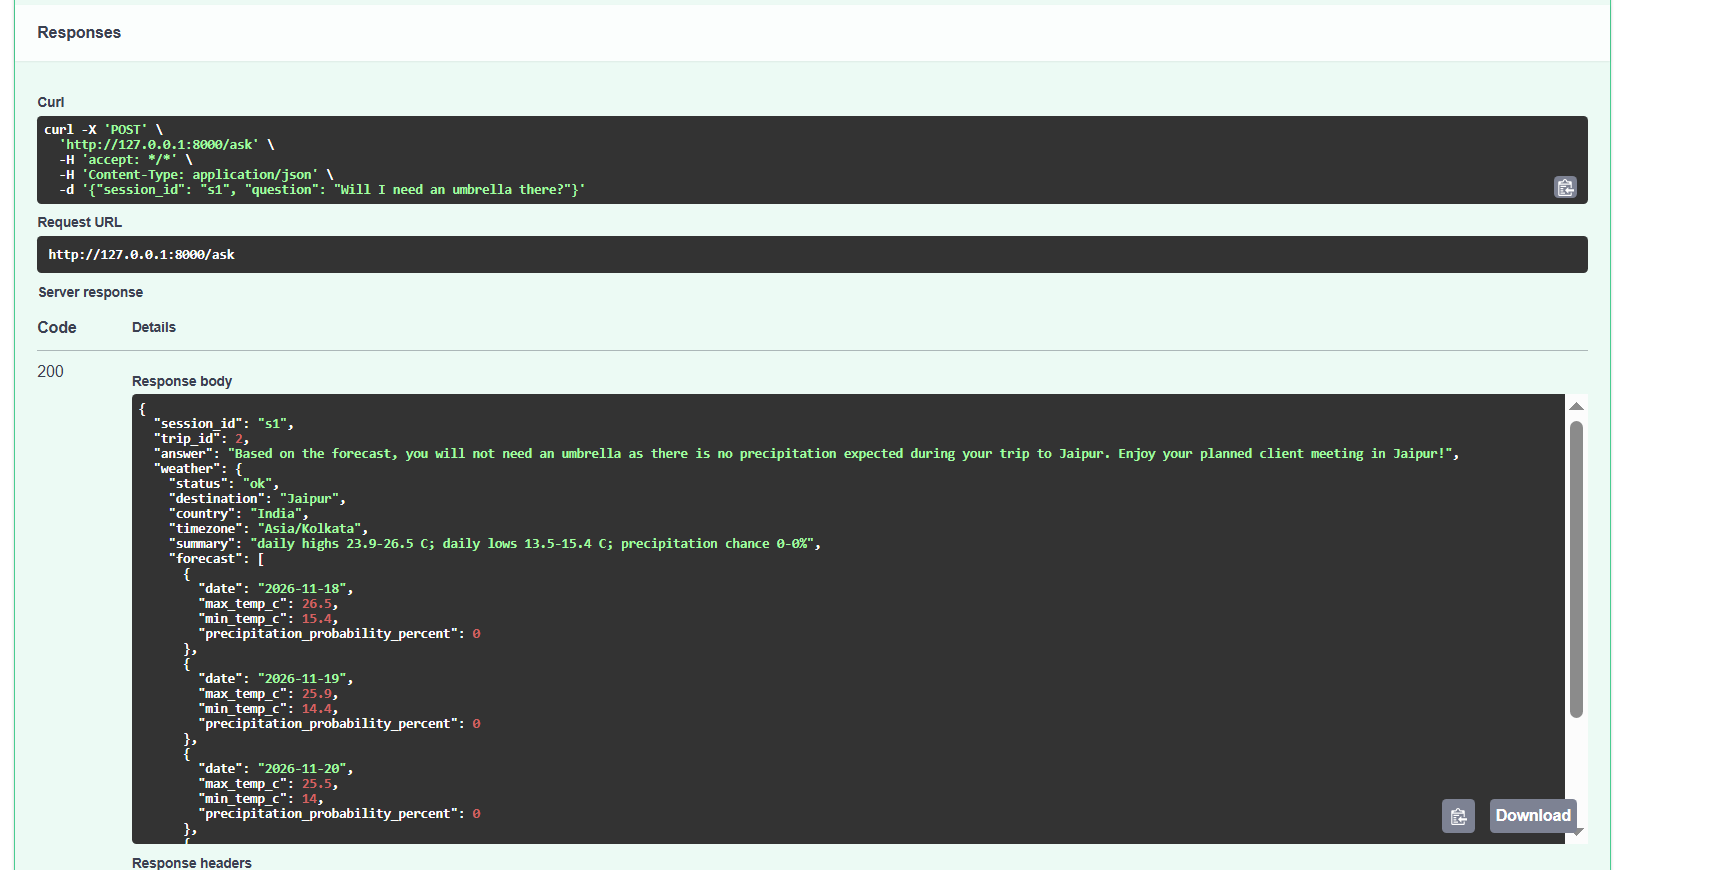 Responses
Curl
curl -X 'POST' \
  'http://127.0.0.1:8000/ask' \
  -H 'accept: */*' \
  -H 'Content-Type: application/json' \
  -d '{"session_id": "s1", "question": "Will I need an umbrella there?"}'
Request URL
http://127.0.0.1:8000/ask
Server response
Code Details
200
Response body
{
  "session_id": "s1",
  "trip_id": 2,
  "answer": "Based on the forecast, you will not need an umbrella as there is no precipitation expected during your trip to Jaipur. Enjoy your planned client meeting in Jaipur!",
  "weather": {
    "status": "ok",
    "destination": "Jaipur",
    "country": "India",
    "timezone": "Asia/Kolkata",
    "summary": "daily highs 23.9-26.5 C; daily lows 13.5-15.4 C; precipitation chance 0-0%",
    "forecast": [
      {
        "date": "2026-11-18",
        "max_temp_c": 26.5,
        "min_temp_c": 15.4,
        "precipitation_probability_percent": 0
      },
      {
        "date": "2026-11-19",
        "max_temp_c": 25.9,
        "min_temp_c": 14.4,
        "precipitation_probability_percent": 0
      },
      {
        "date": "2026-11-20",
        "max_temp_c": 25.5,
        "min_temp_c": 14,
        "precipitation_probability_percent": 0
      },
      {
Download
Response headers